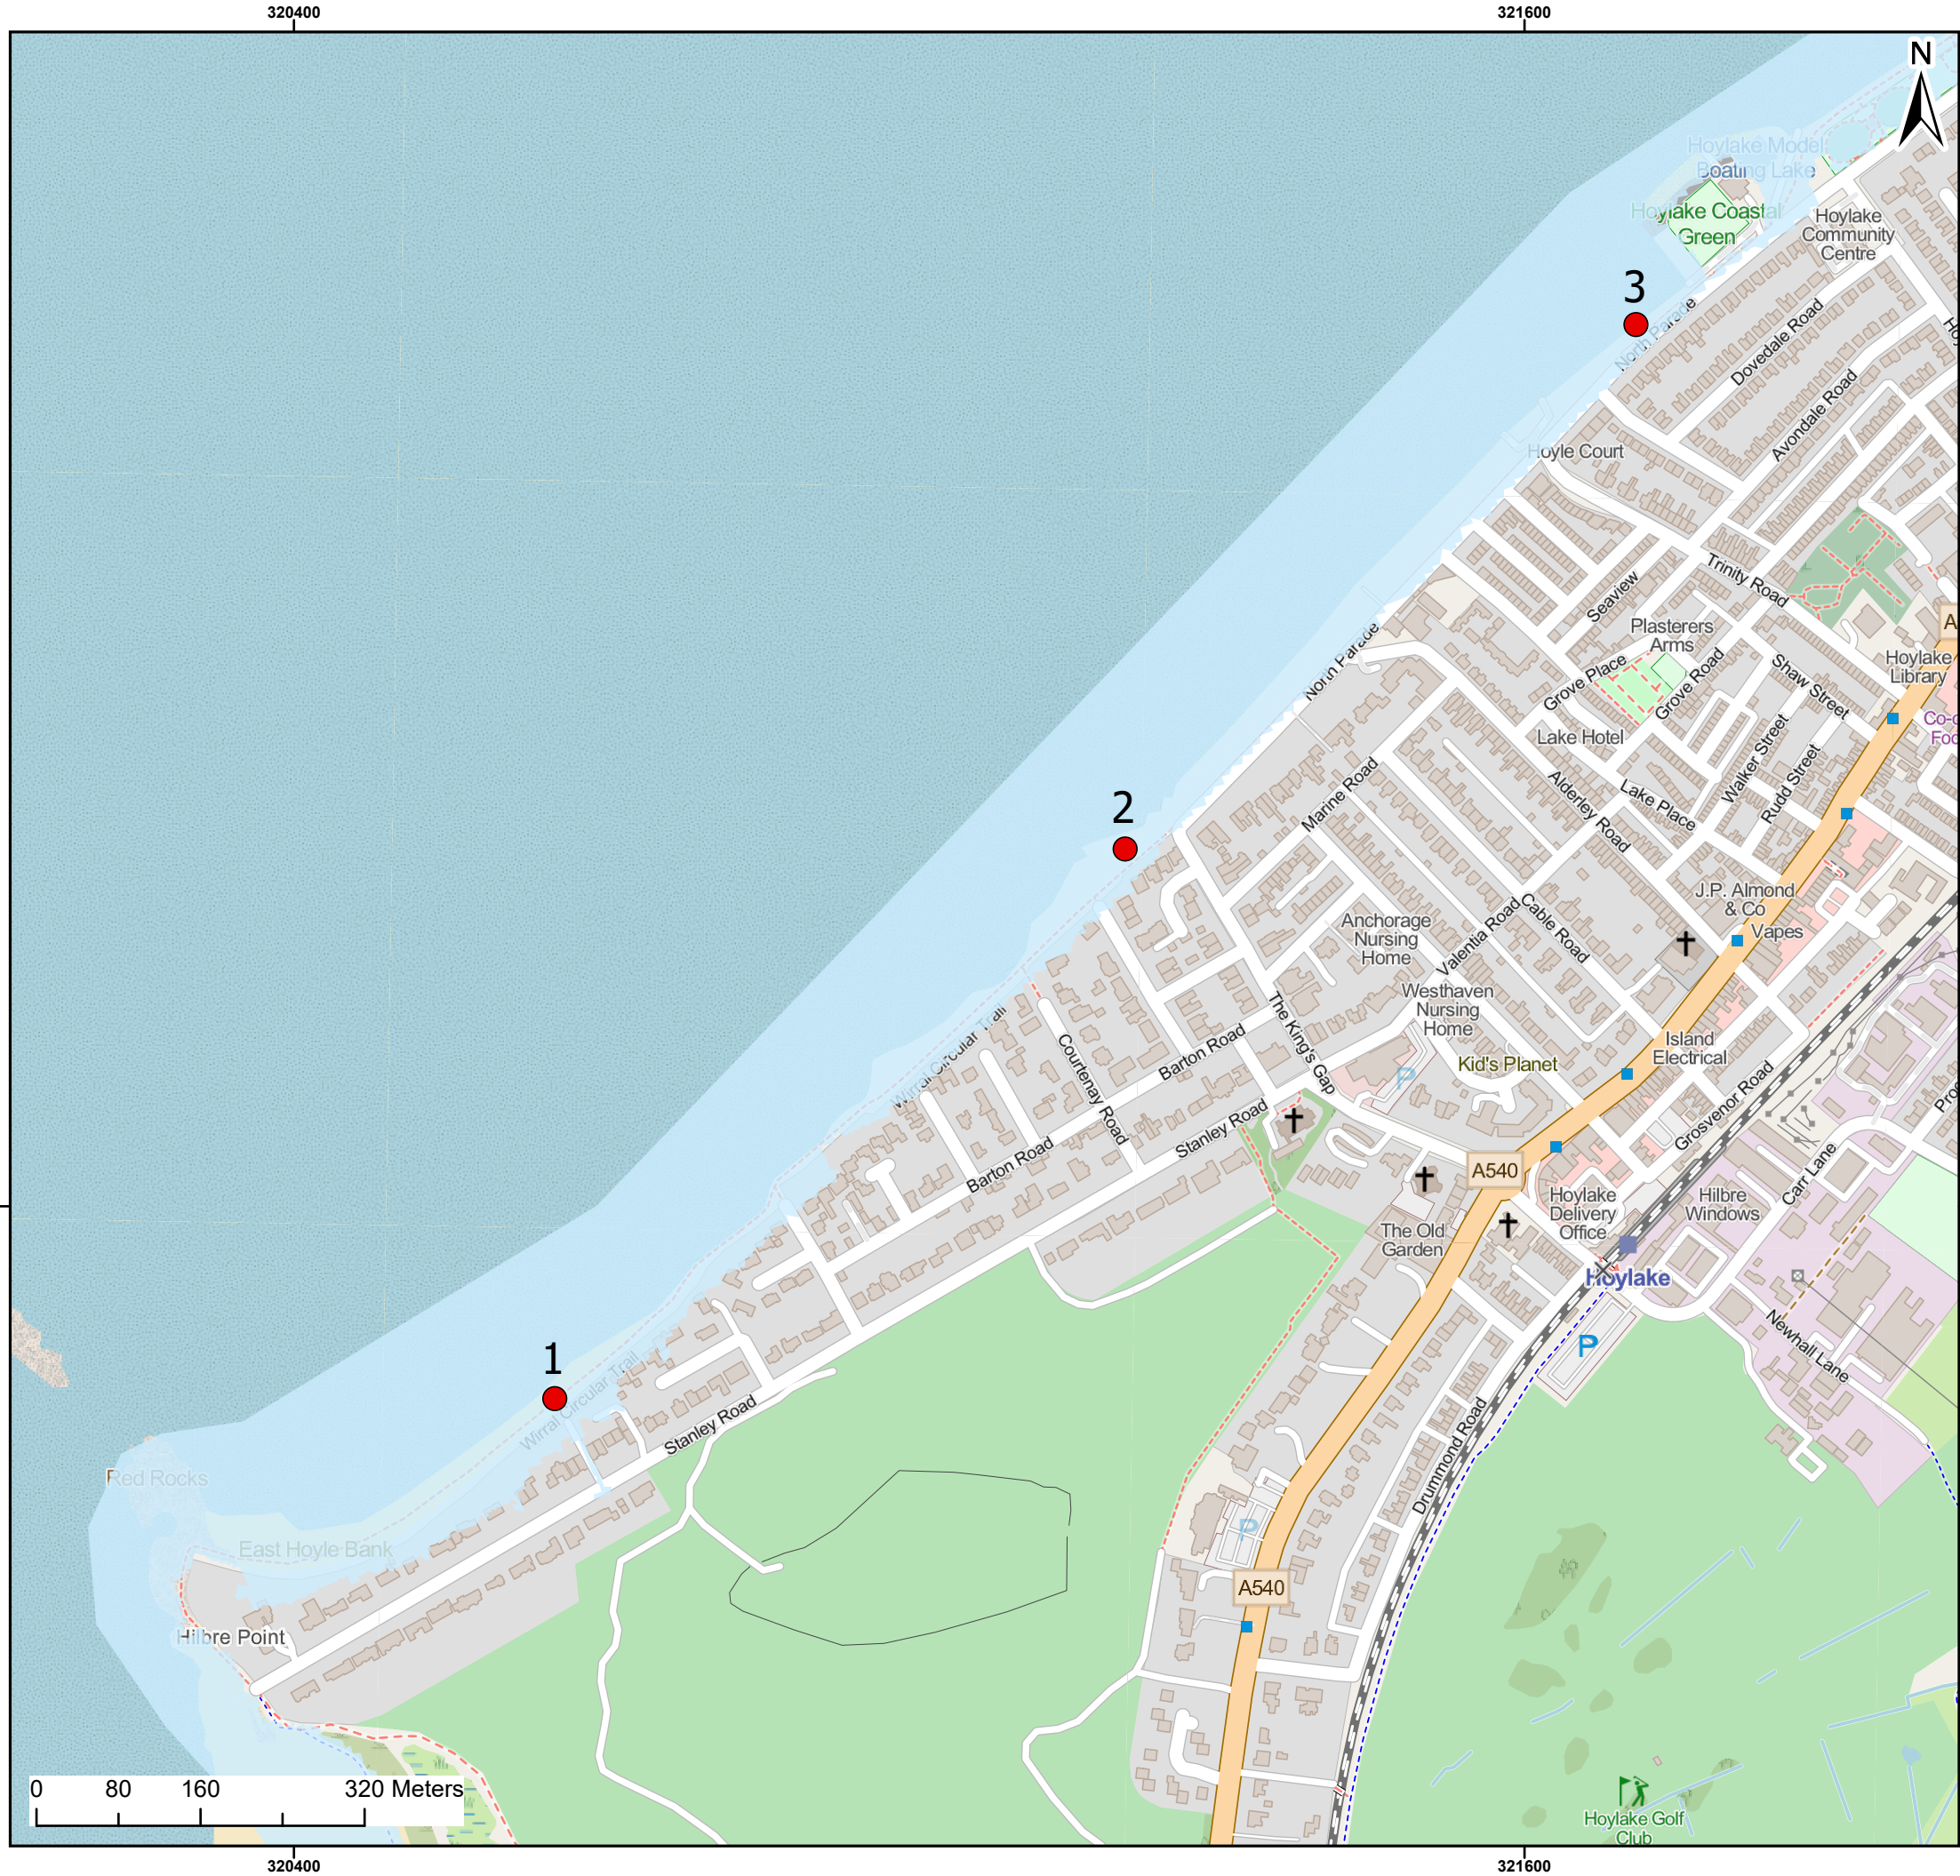 320400
321600
N
Hoylake Model
Boating Lake
Hoylake Coastal
Green
Hoylake
Community
Centre
3
North Parade
Dovedale Road
Avondale Road
Hoyle Court
Trinity Road
Seaview
Plasterers
Arms
A
North Parade
Grove Place
Grove Road
Shaw Street
Hoylake
Library
Lake Hotel
Walker Street
Rudd Street
Marine Road
Alderley Road
Lake Place
2
J.P. Almond
& Co
Vapes
Anchorage
Nursing
Home
Valentia Road
Cable Road
Westhaven
Nursing
Home
The King's Gap
Wirral Circular Trail
Courtenay Road
Barton Road
Kid's Planet
P
Island
Electrical
Grosvenor Road
Stanley Road
Barton Road
A540
Carr Lane
Hoylake
Delivery
Office
Hilbre
Windows
The Old
Garden
Hoylake
Newhall Lane
P
1
Wirral Circular Trail
Stanley Road
Drummond Road
Red Rocks
East Hoyle Bank
P
A540
Hilbre Point
0 80 160 320 Meters
Hoylake Golf
Club
320400
321600